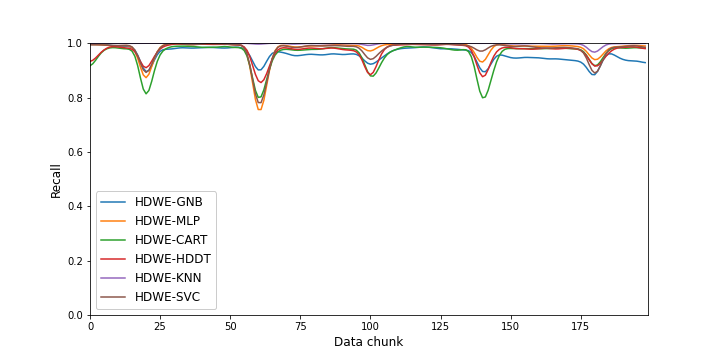 1.0
0.8
0.6
0.4
0.2
0.0
Recall
HDWE-GNB
HDWE-MLP
HDWE-CART
HDWE-HDDT
HDWE-KNN
HDWE-SVC
0 25 50 75 100 125 150 175
Data chunk